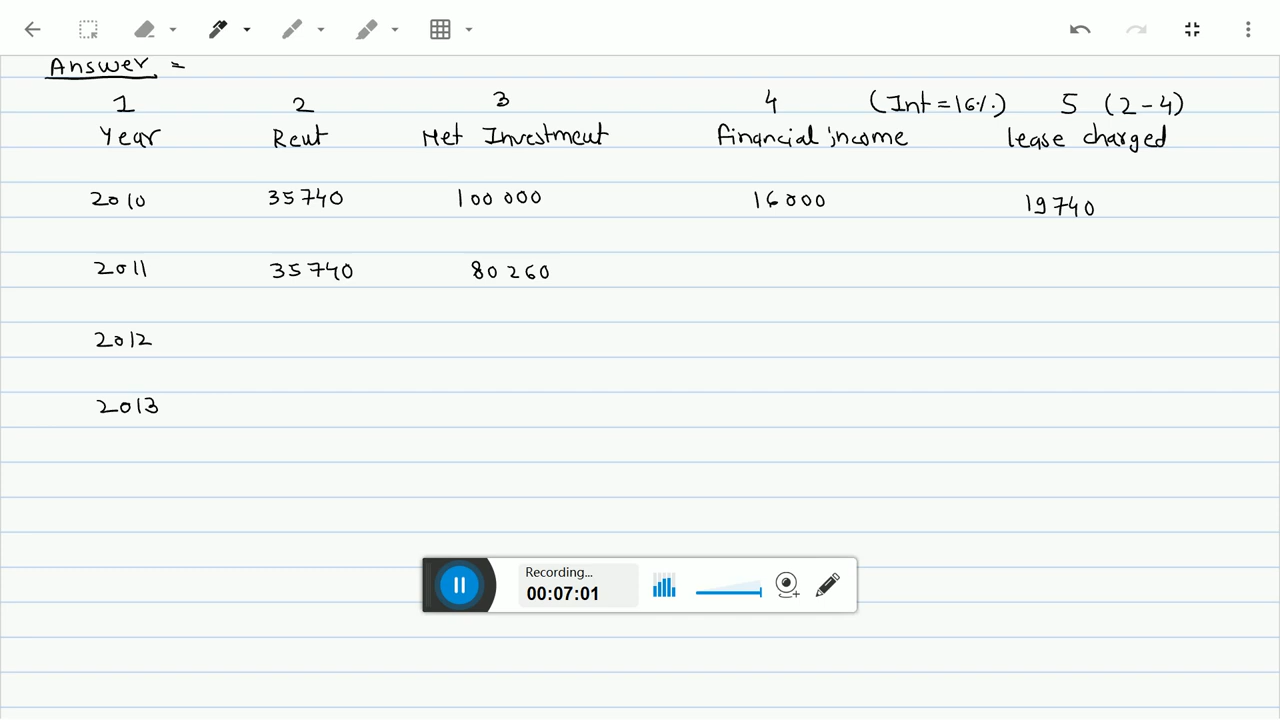 Answer =
1 2 3 4 (Int = 16%.) 5 (2-4)
Year Rent Net Investment financial income lease charged
2010 35740 100 000 16000 19740
2011 35740 80 260
2012
2013
Recording...
00:07:01